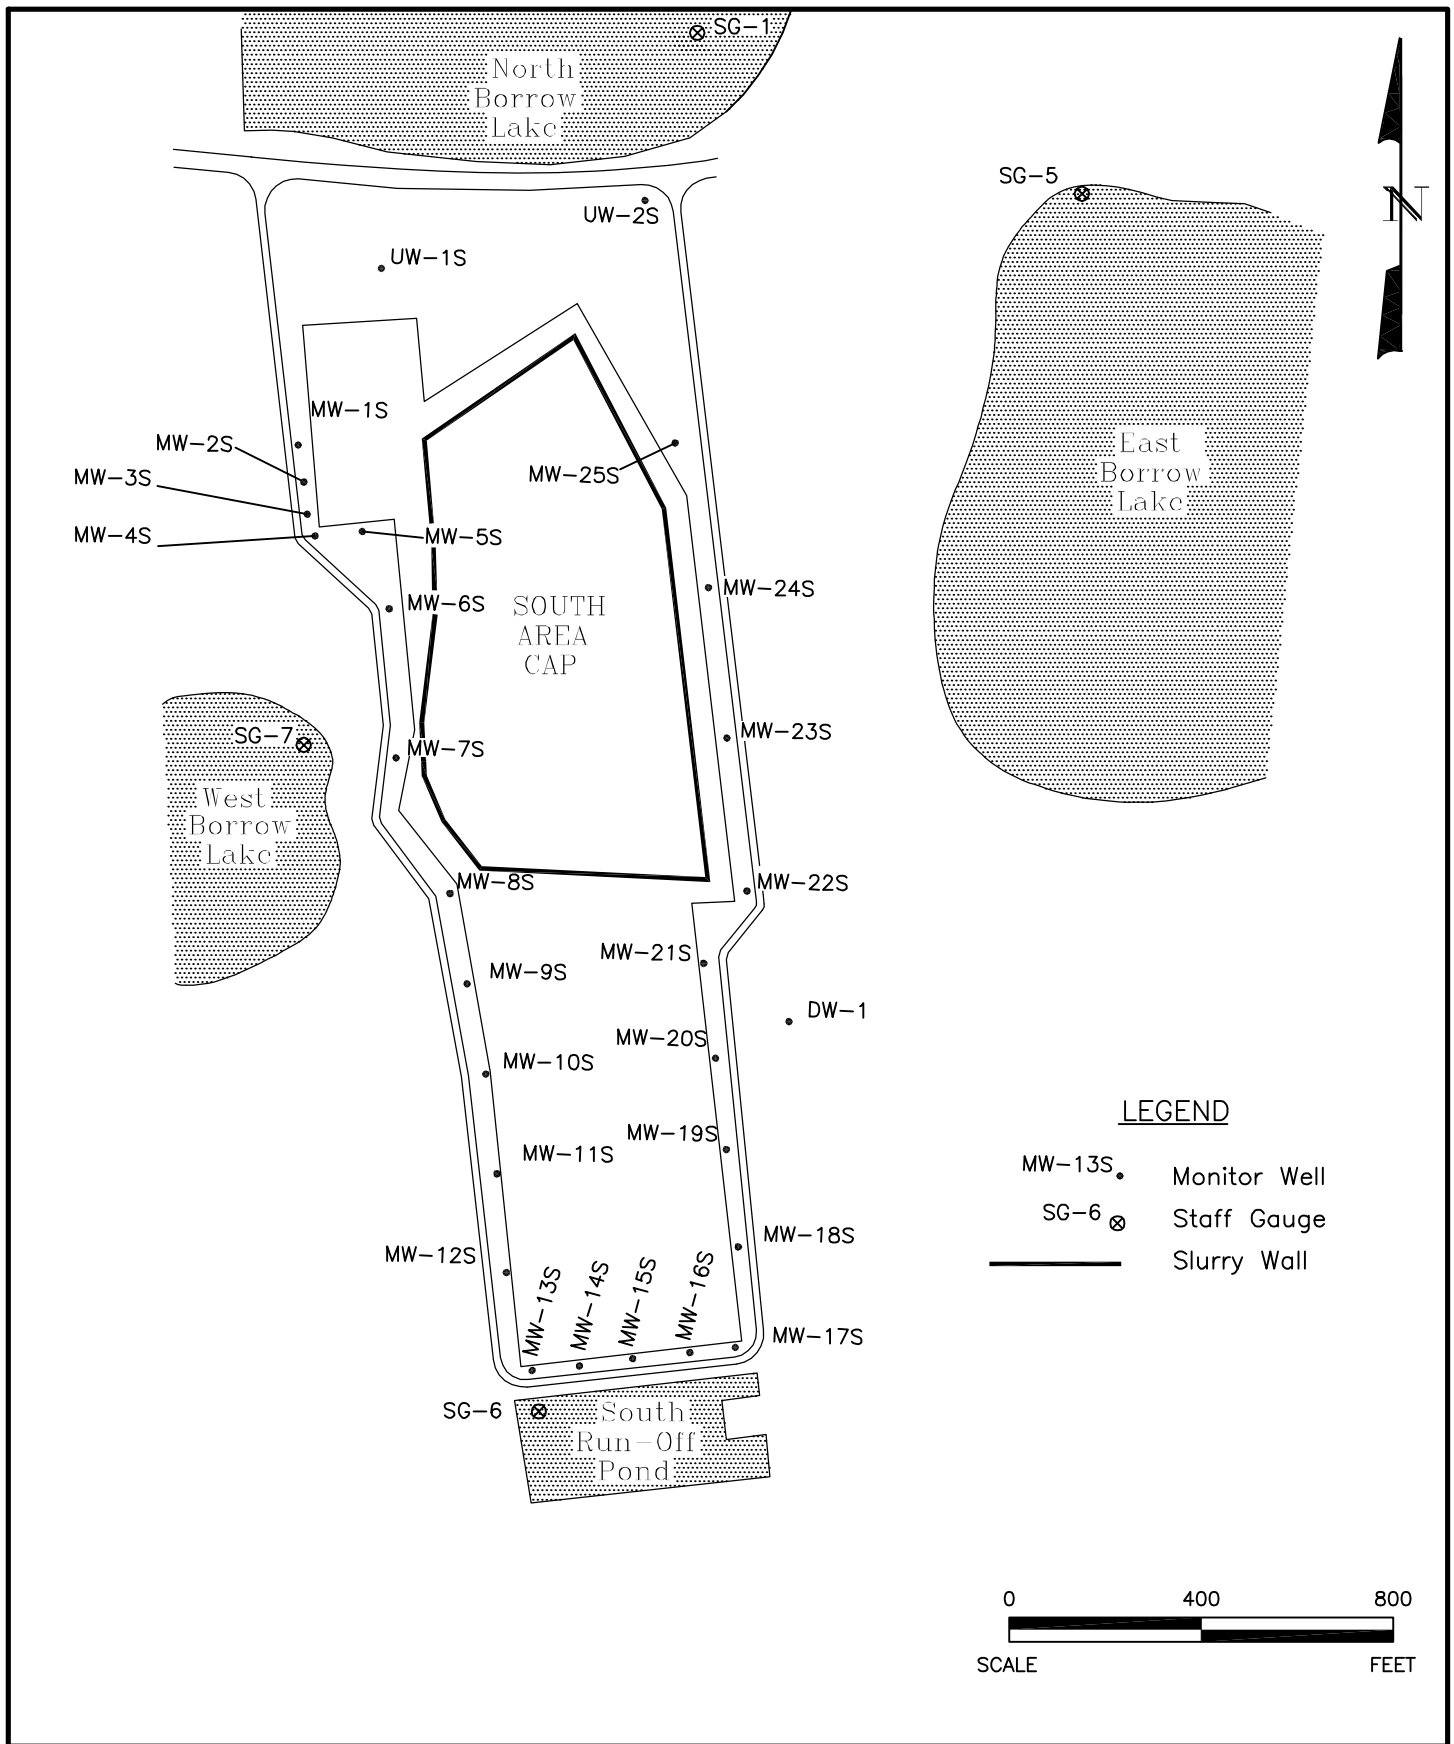 SG-1
North
Borrow
Lake
SG-5
N
UW-2S
UW-1S
MW-1S
MW-2S
MW-3S
MW-4S
MW-5S
MW-25S
East
Borrow
Lake
MW-6S
SOUTH
AREA
CAP
MW-24S
SG-7
MW-7S
MW-23S
West
Borrow
Lake
MW-8S
MW-22S
MW-21S
MW-9S
DW-1
MW-20S
MW-10S
MW-19S
MW-11S
MW-18S
MW-12S
MW-13S
MW-14S
MW-15S
MW-16S
MW-17S
SG-6
South
Run-Off
Pond
LEGEND
MW-13S Monitor Well
SG-6 Staff Gauge
Slurry Wall
0 400 800
SCALE FEET